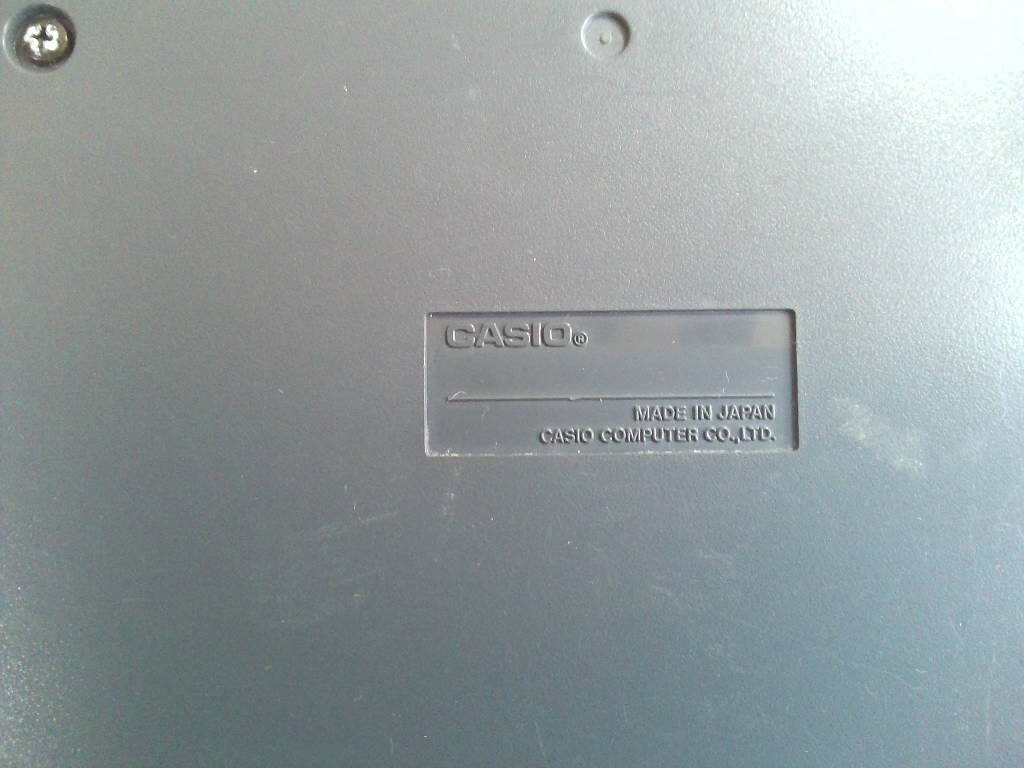 CASIO®
MADE IN JAPAN
CASIO COMPUTER CO.,LTD.